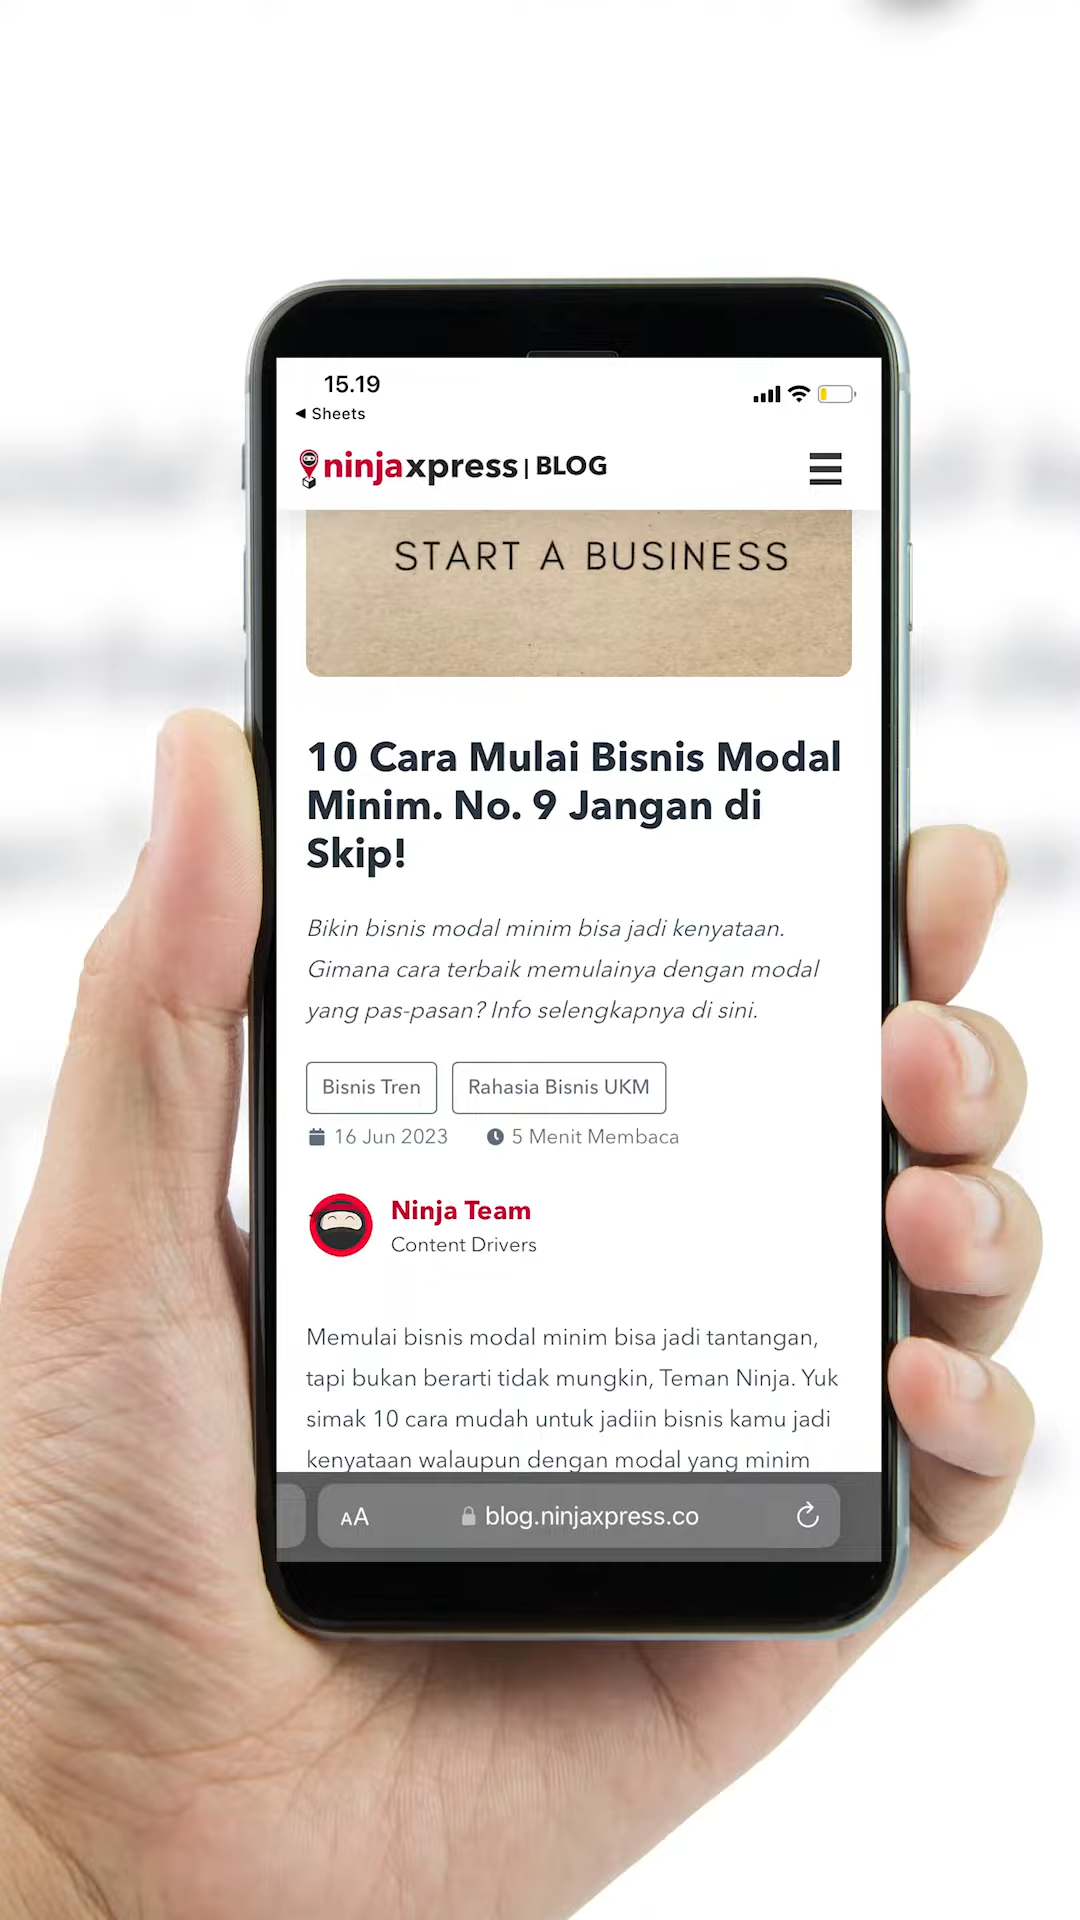 15.19
◀ Sheets
ninjaxpress | BLOG
START A BUSINESS
10 Cara Mulai Bisnis Modal
Minim. No. 9 Jangan di
Skip!
Bikin bisnis modal minim bisa jadi kenyataan.
Gimana cara terbaik memulainya dengan modal
yang pas-pasan? Info selengkapnya di sini.
Bisnis Tren Rahasia Bisnis UKM
16 Jun 2023 5 Menit Membaca
Ninja Team
Content Drivers
Memulai bisnis modal minim bisa jadi tantangan,
tapi bukan berarti tidak mungkin, Teman Ninja. Yuk
simak 10 cara mudah untuk jadiin bisnis kamu jadi
kenyataan walaupun dengan modal yang minim
AA blog.ninjaxpress.co